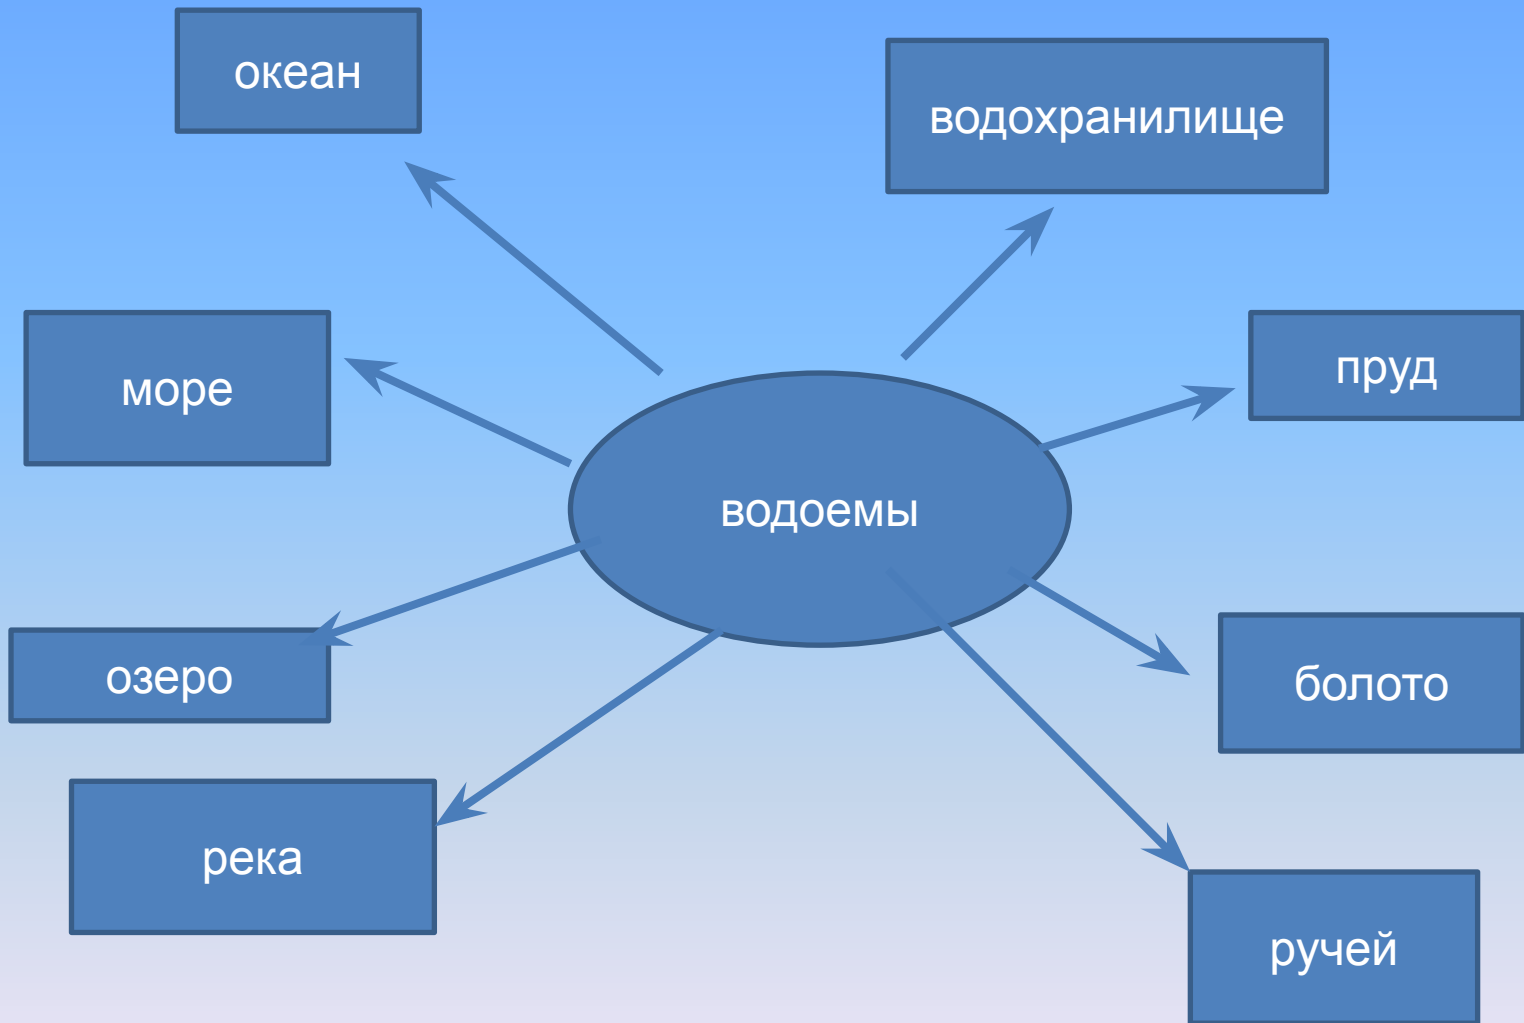 океан
водохранилище
море
пруд
водоемы
озеро
болото
река
ручей